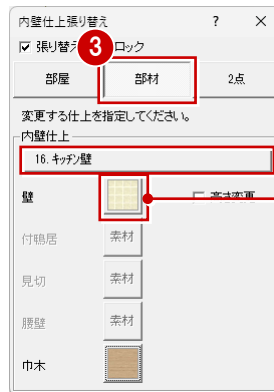 内壁仕上張り替え ? ×
張り替え ロック
3
部屋 部材 2点
変更する仕上を指定してください。
内壁仕上
16. キッチン壁
壁 高さ変更
付鴨居 素材
見切 素材
腰壁 素材
巾木